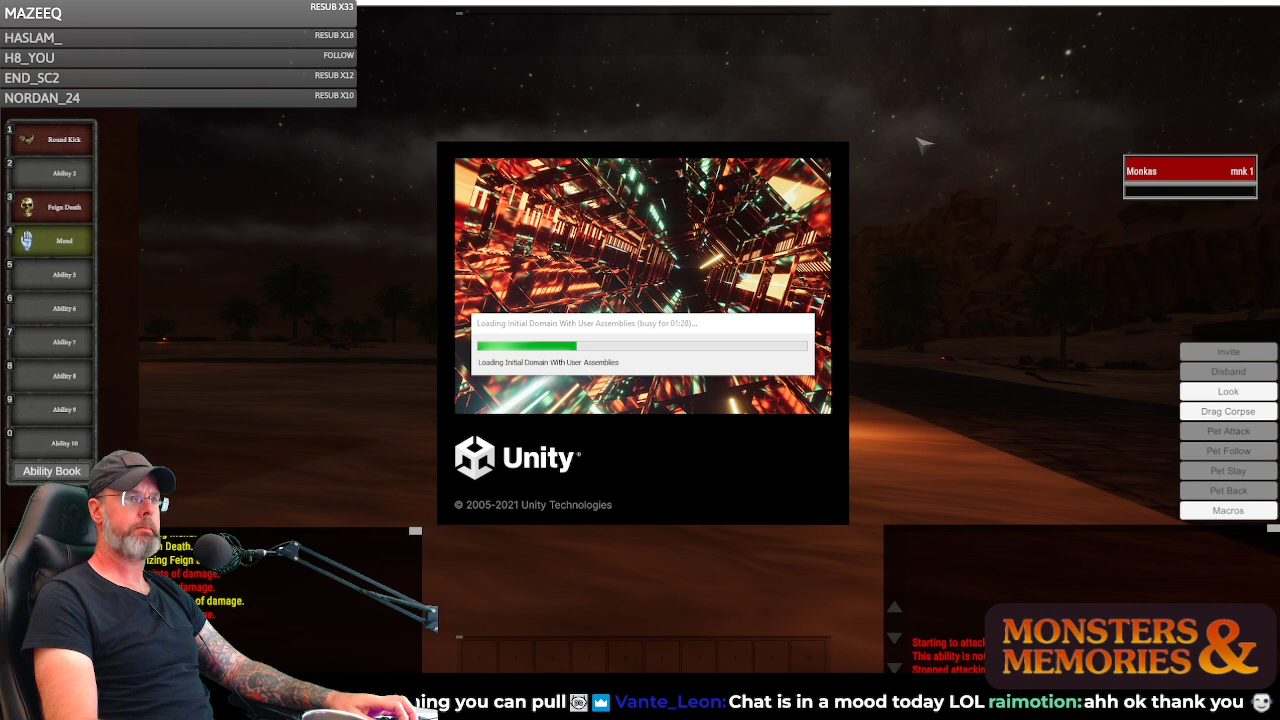 MAZEEQ RESUB X33
HASLAM_ RESUB X18
H8_YOU FOLLOW
END_SC2 RESUB X12
NORDAN_24 RESUB X10
1 Round Kick
2 Ability 2
3 Feign Death
4 Mend
5 Ability 5
6 Ability 6
7 Ability 7
8 Ability 8
9 Ability 9
0 Ability 10
Ability Book
Monkas mnk 1
Loading Initial Domain With User Assemblies (busy for 01:28)...
Loading Initial Domain With User Assemblies
Unity
© 2005-2021 Unity Technologies
Invite
Disband
Look
Drag Corpse
Pet Attack
Pet Follow
Pet Stay
Pet Back
Macros
Death.
Feign
of damage.
damage.
of damage.
Starting to
This ability is
Stopped
MONSTERS & MEMORIES
you can pull Vante_Leon: Chat is in a mood today LOL raimotion: ahh ok thank you